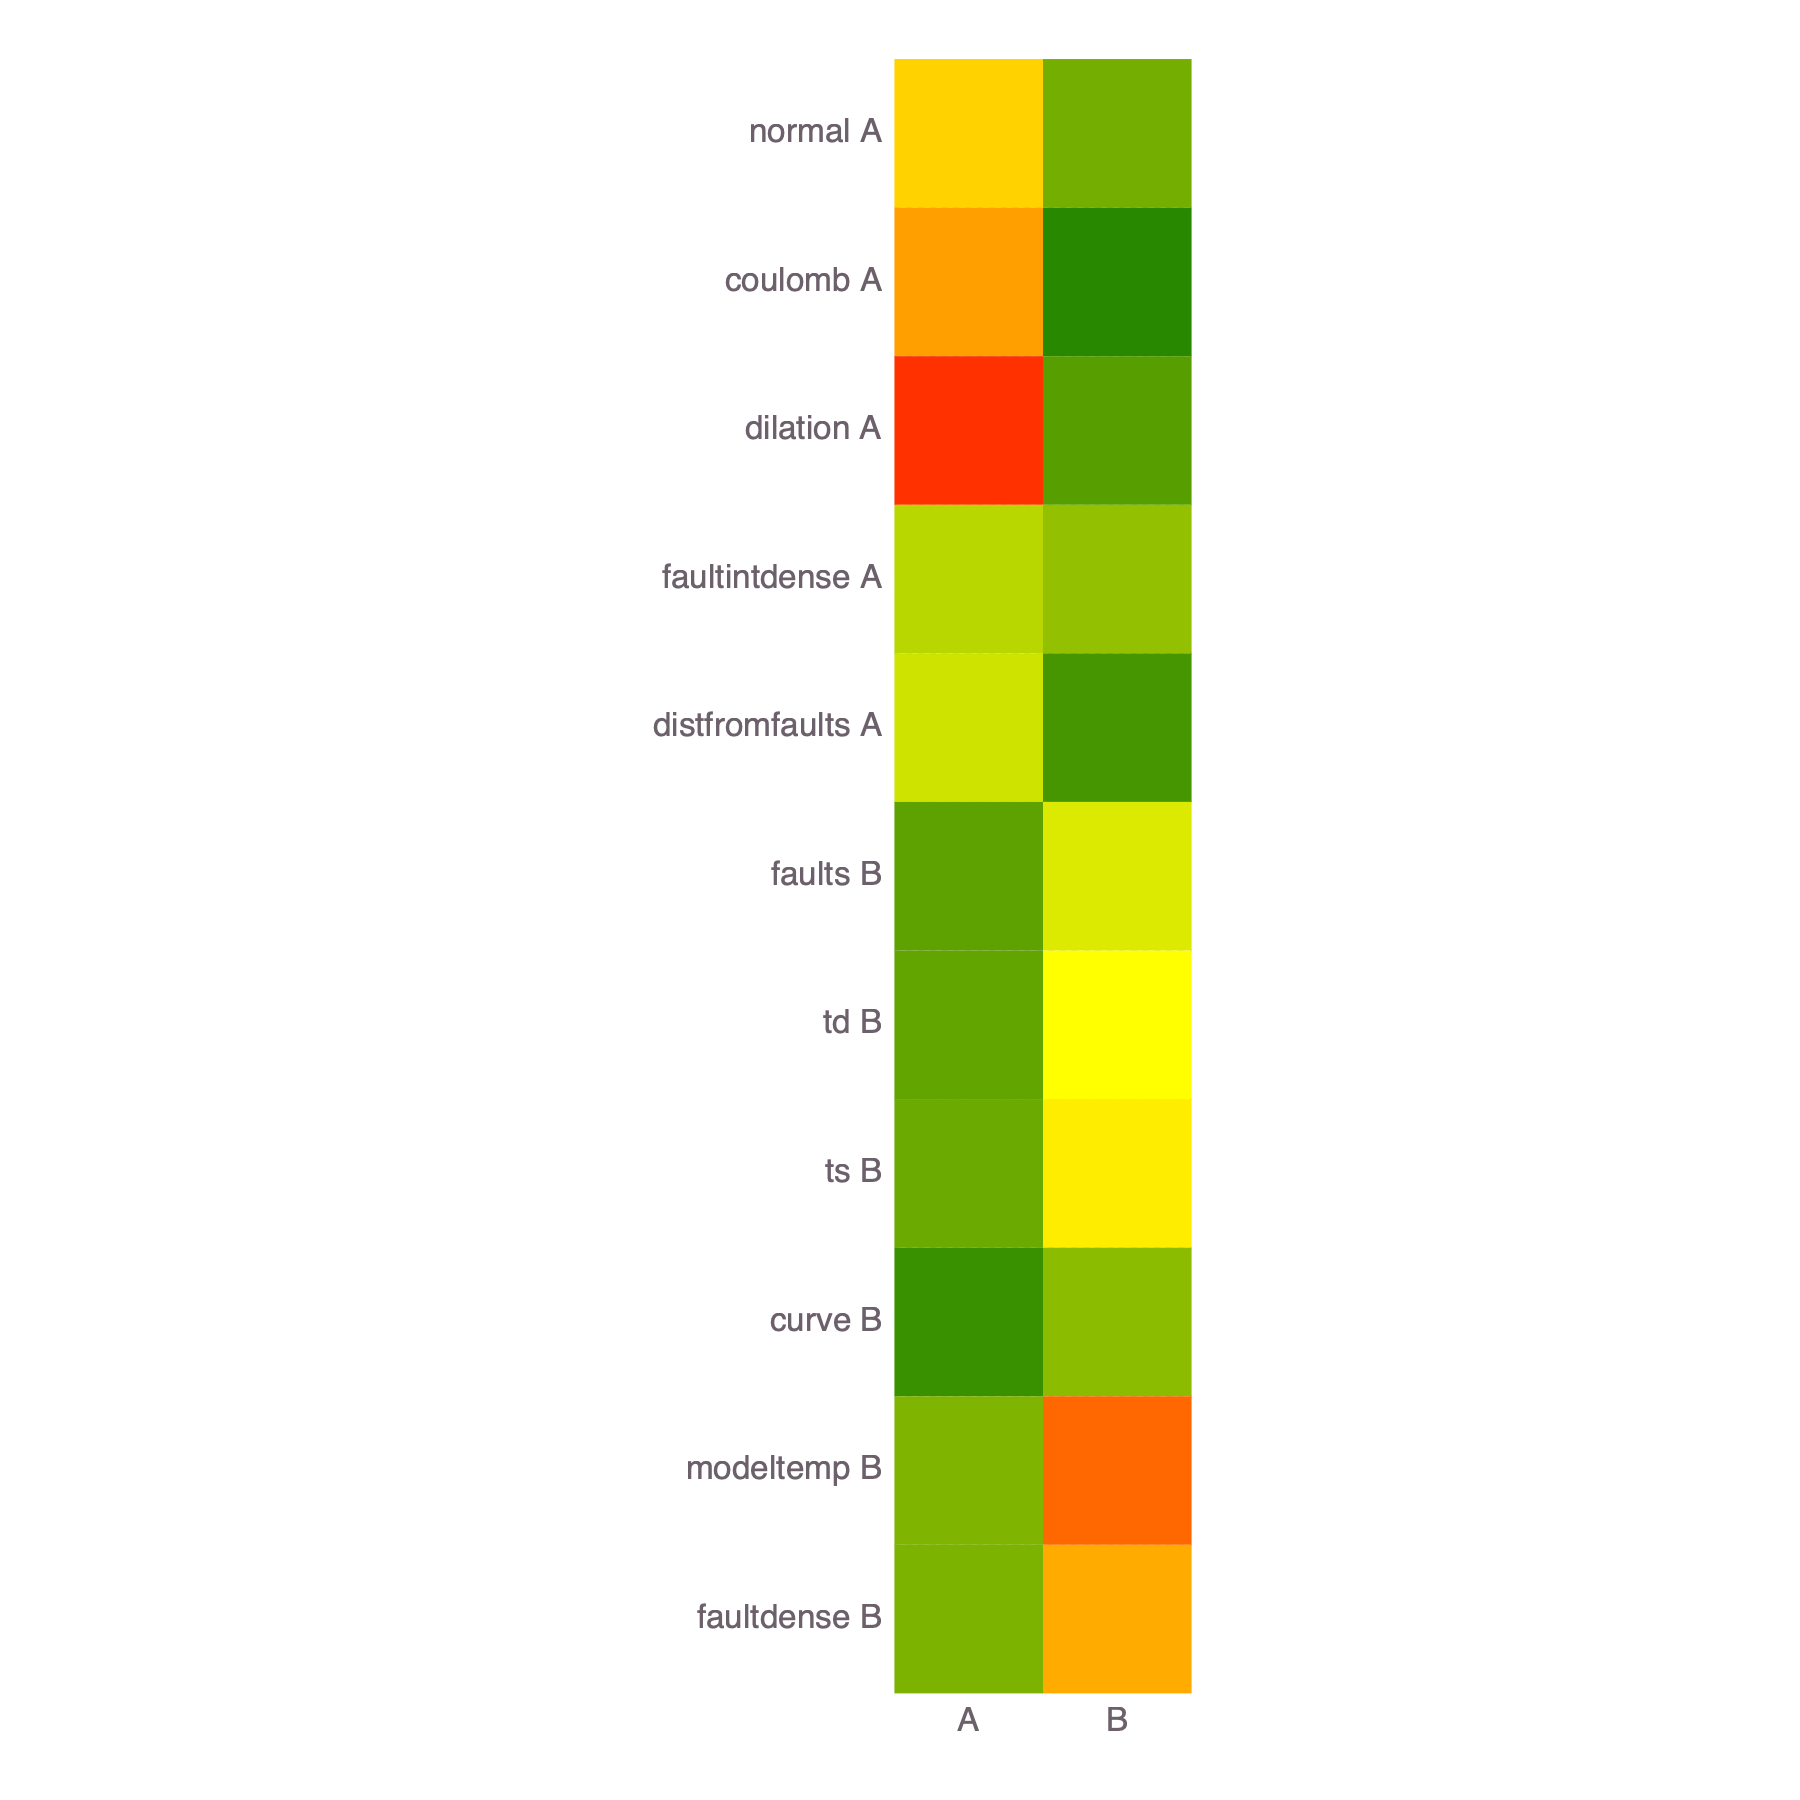 normal A
coulomb A
dilation A
faultintdense A
distfromfaults A
faults B
td B
ts B
curve B
modeltemp B
faultdense B
A B